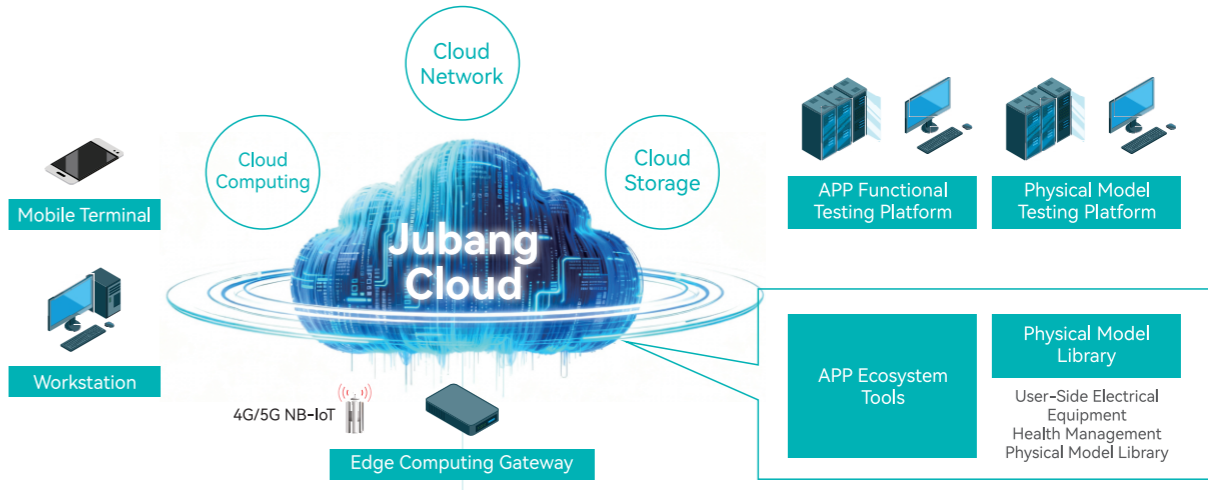 Cloud
Network
Cloud
Computing
Cloud
Storage
Mobile Terminal
APP Functional
Testing Platform
Physical Model
Testing Platform
Jubang
Cloud
Workstation
4G/5G NB-IoT
Edge Computing Gateway
APP Ecosystem
Tools
Physical Model
Library
User-Side Electrical
Equipment
Health Management
Physical Model Library